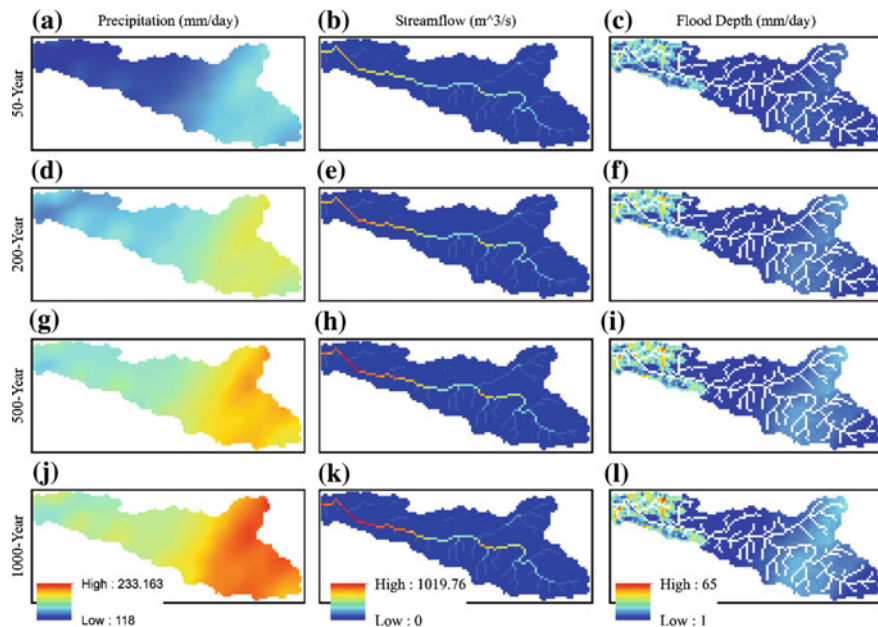 (a) Precipitation (mm/day)
(b) Streamflow (m^3/s)
(c) Flood Depth (mm/day)
50-Year
(d)
(e)
(f)
200-Year
(g)
(h)
(i)
500-Year
(j)
(k)
(l)
1000-Year
High : 233.163
Low : 118
High : 1019.76
Low : 0
High : 65
Low : 1